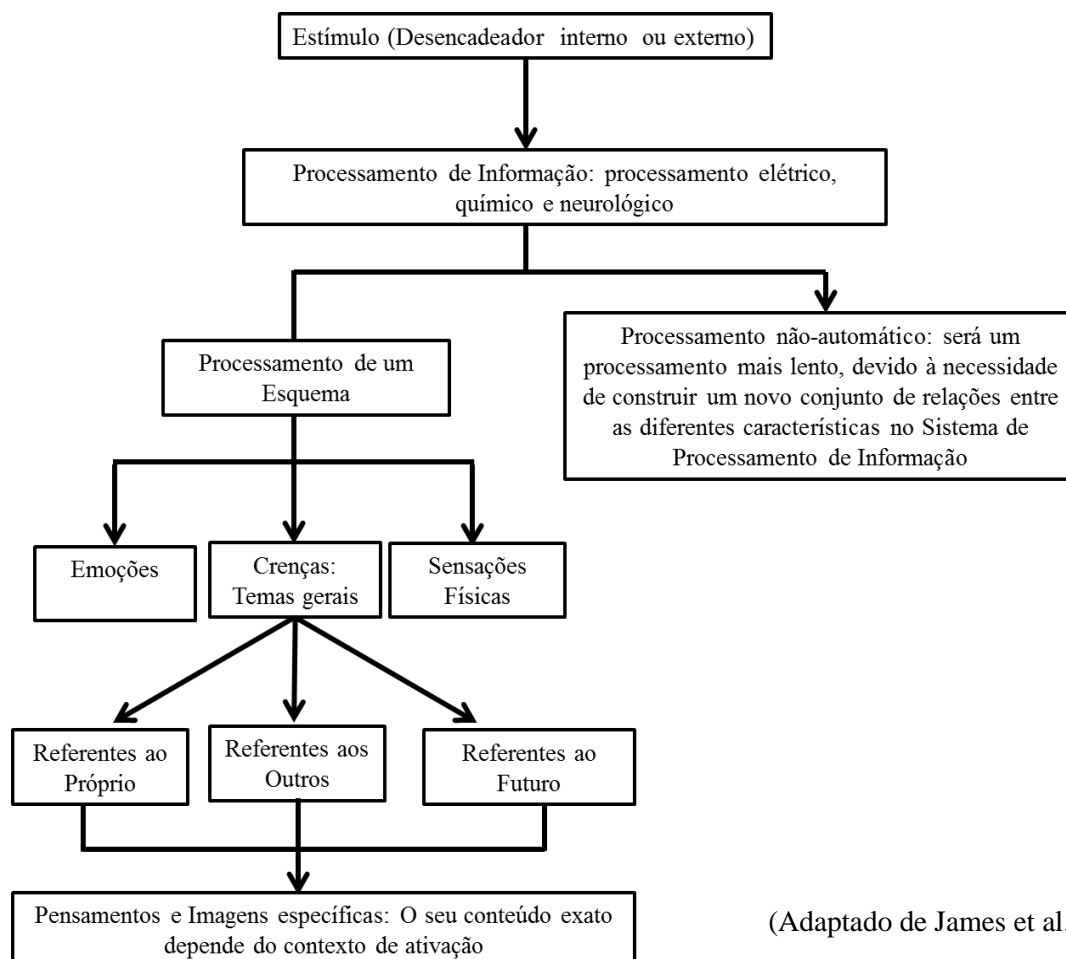 Estímulo (Desencadeador interno ou externo)
Processamento de Informação: processamento elétrico,
químico e neurológico
Processamento de um
Esquema
Processamento não-automático: será um
processamento mais lento, devido à necessidade
de construir um novo conjunto de relações entre
as diferentes características no Sistema de
Processamento de Informação
Emoções
Crenças:
Temas gerais
Sensações
Físicas
Referentes ao
Próprio
Referentes aos
Outros
Referentes ao
Futuro
Pensamentos e Imagens específicas: O seu conteúdo exato
depende do contexto de ativação
(Adaptado de James et al.